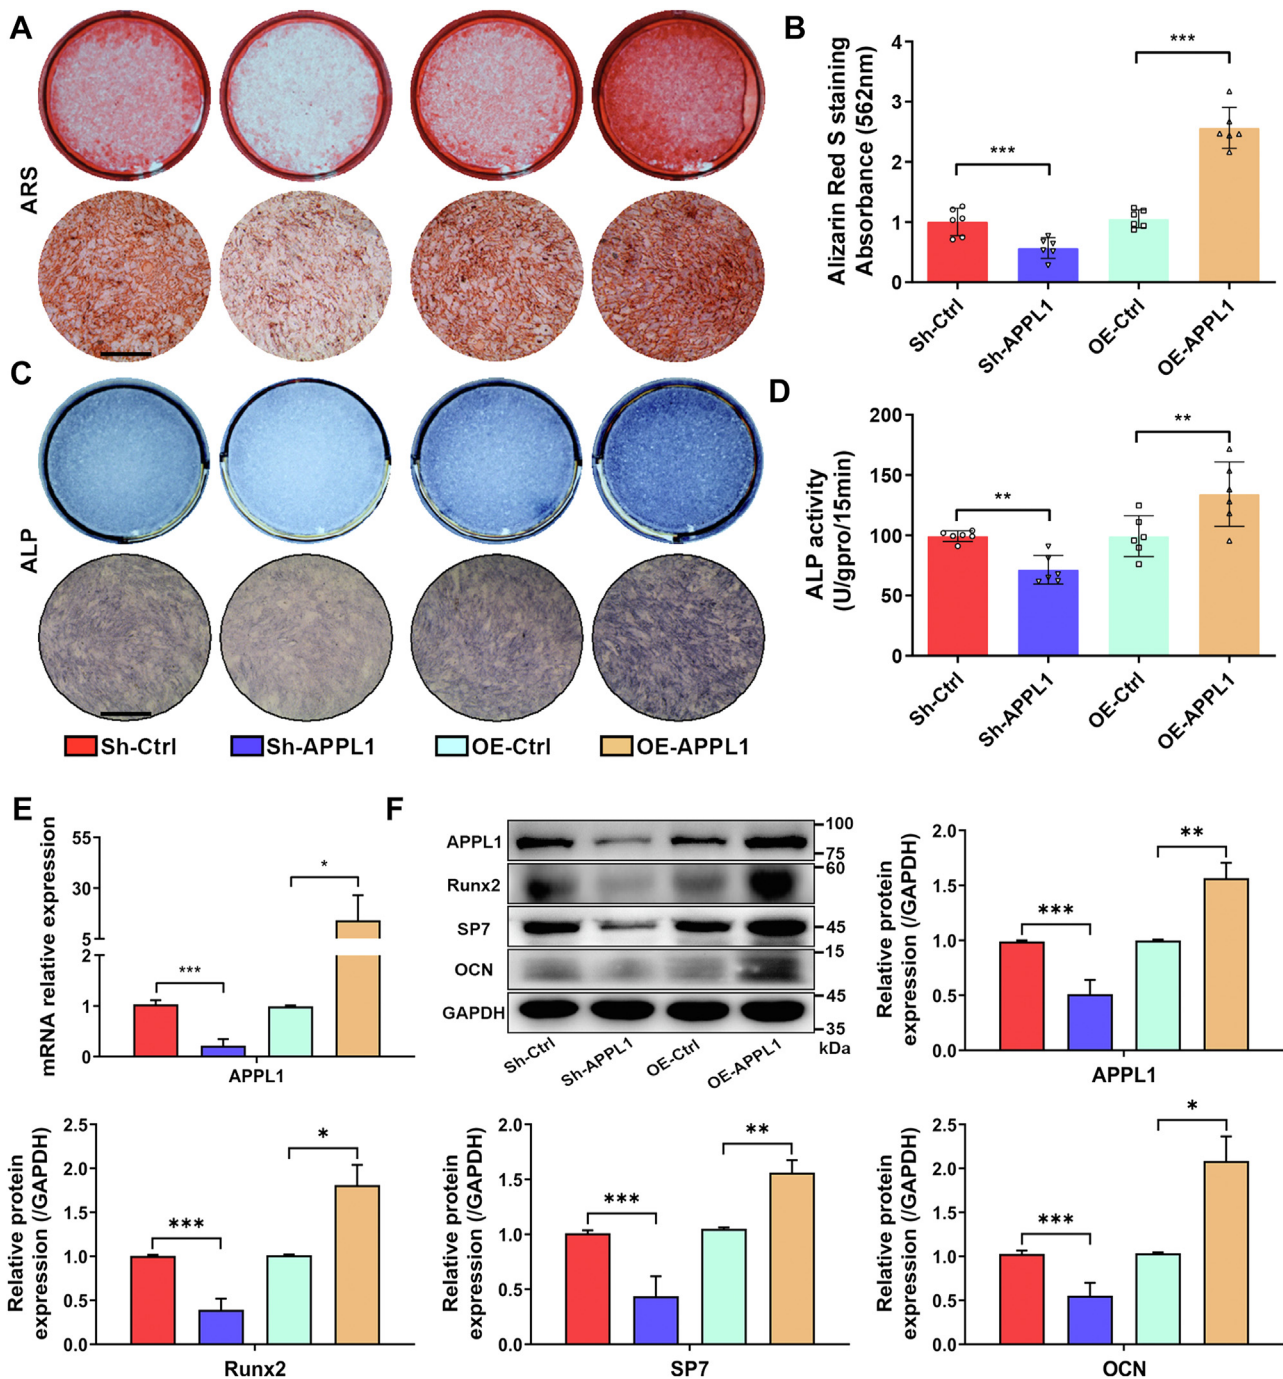 A
ARS
B
Alizarin Red S staining
Absorbance (562nm)
4
3
2
1
0
***
***
Sh-Ctrl
Sh-APPL1
OE-Ctrl
OE-APPL1
C
ALP
D
ALP activity
(U/gpro/15min)
200
150
100
50
0
**
**
Sh-Ctrl
Sh-APPL1
OE-Ctrl
OE-APPL1
Sh-Ctrl
Sh-APPL1
OE-Ctrl
OE-APPL1
E
mRNA relative expression
55
30
5
2
1
0
***
*
APPL1
F
APPL1
Runx2
SP7
OCN
GAPDH
100
75
60
45
15
45
35
kDa
Sh-Ctrl
Sh-APPL1
OE-Ctrl
OE-APPL1
Relative protein
expression (/GAPDH)
2.0
1.5
1.0
0.5
0.0
***
**
APPL1
Relative protein
expression (/GAPDH)
2.5
2.0
1.5
1.0
0.5
0.0
***
*
Runx2
Relative protein
expression (/GAPDH)
2.0
1.5
1.0
0.5
0.0
***
**
SP7
Relative protein
expression (/GAPDH)
2.5
2.0
1.5
1.0
0.5
0.0
***
*
OCN